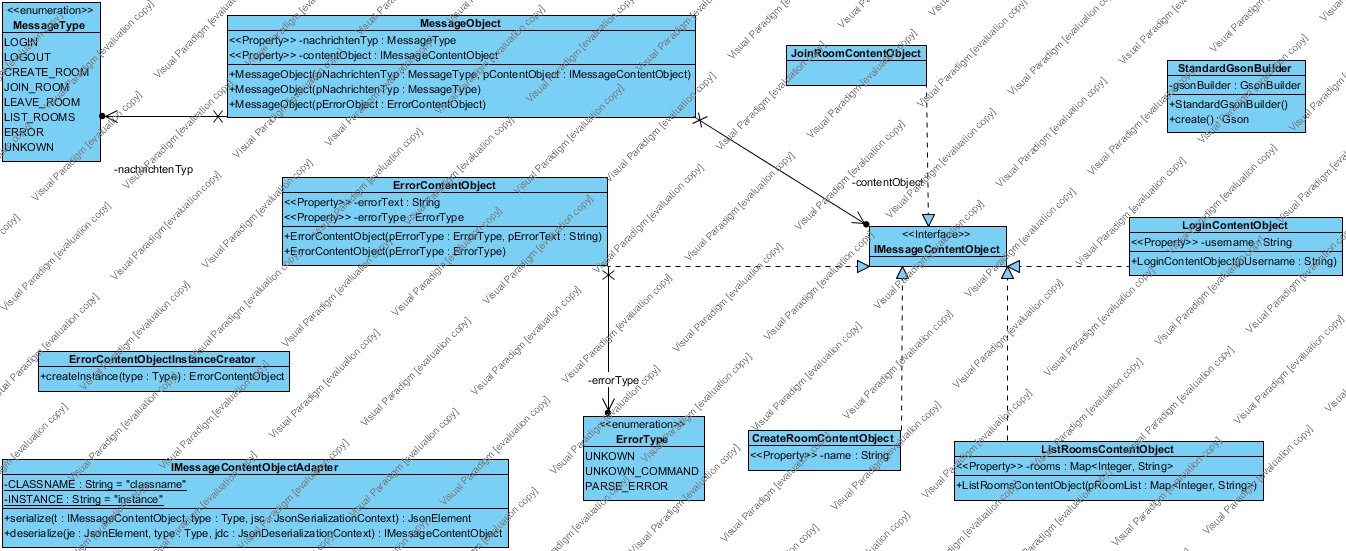 <<enumeration>>
MessageType
LOGIN
LOGOUT
CREATE_ROOM
JOIN_ROOM
LEAVE_ROOM
LIST_ROOMS
ERROR
UNKOWN
-nachrichtenTyp
MessageObject
<<Property>> -nachrichtenTyp : MessageType
<<Property>> -contentObject : IMessageContentObject
+MessageObject(pNachrichtenTyp : MessageType, pContentObject : IMessageContentObject)
+MessageObject(pNachrichtenTyp : MessageType)
+MessageObject(pErrorObject : ErrorContentObject)
JoinRoomContentObject
StandardGsonBuilder
-gsonBuilder : GsonBuilder
+StandardGsonBuilder()
+create() : Gson
-contentObject
ErrorContentObject
<<Property>> -errorText : String
<<Property>> -errorType : ErrorType
+ErrorContentObject(pErrorType : ErrorType, pErrorText : String)
+ErrorContentObject(pErrorType : ErrorType)
<<Interface>>
IMessageContentObject
LoginContentObject
<<Property>> -username : String
+LoginContentObject(pUsername : String)
ErrorContentObjectInstanceCreator
+createInstance(type : Type) : ErrorContentObject
-errorType
<<enumeration>>
ErrorType
UNKOWN
UNKOWN_COMMAND
PARSE_ERROR
CreateRoomContentObject
<<Property>> -name : String
ListRoomsContentObject
<<Property>> -rooms : Map<Integer, String>
+ListRoomsContentObject(pRoomList : Map<Integer, String>)
IMessageContentObjectAdapter
-CLASSNAME : String = "classname"
-INSTANCE : String = "instance"
+serialize(t : IMessageContentObject, type : Type, jsc : JsonSerializationContext) : JsonElement
+deserialize(je : JsonElement, type : Type, jdc : JsonDeserializationContext) : IMessageContentObject
Visual Paradigm [evaluation copy]